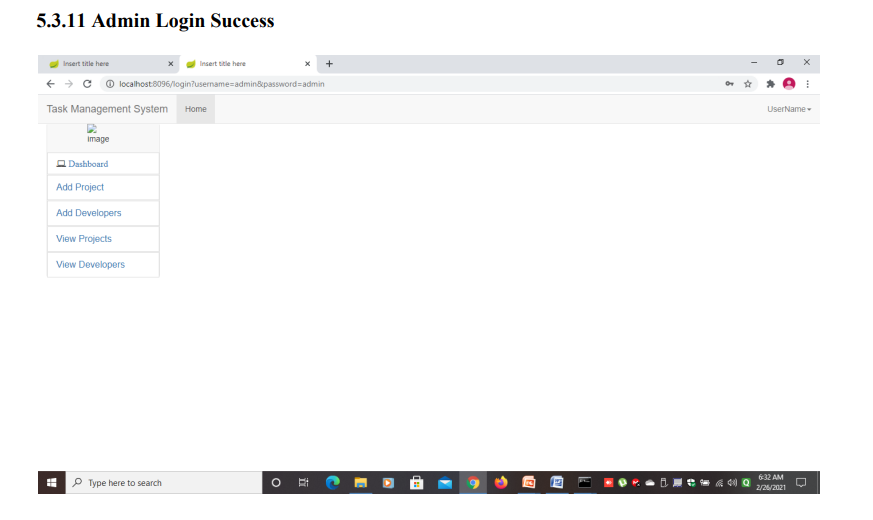 5.3.11 Admin Login Success
Insert title here
Insert title here
localhost:8096/login?username=admin&password=admin
Task Management System Home UserName
image
Dashboard
Add Project
Add Developers
View Projects
View Developers
Type here to search
6:32 AM
2/26/2021